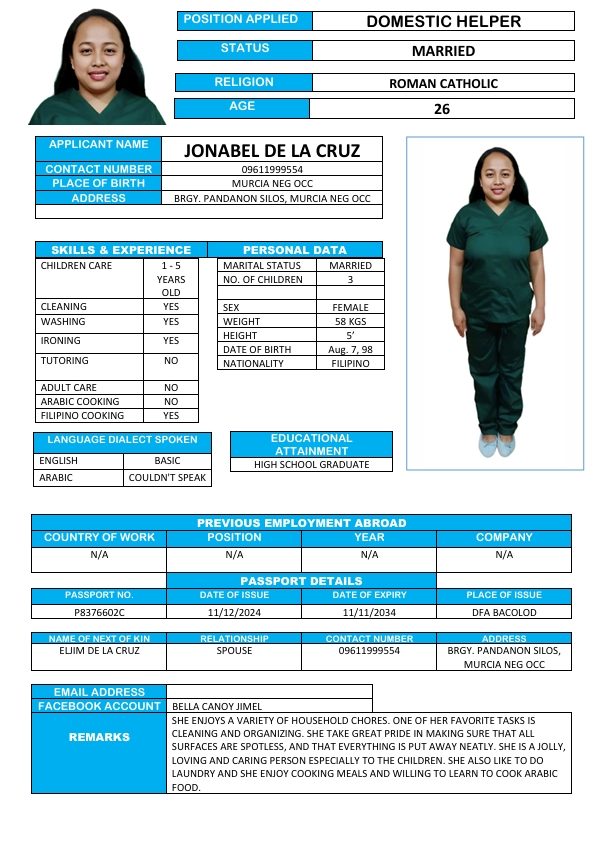 POSITION APPLIED DOMESTIC HELPER
STATUS MARRIED
RELIGION ROMAN CATHOLIC
AGE 26
APPLICANT NAME JONABEL DE LA CRUZ
CONTACT NUMBER 09611999554
PLACE OF BIRTH MURCIA NEG OCC
ADDRESS BRGY. PANDANON SILOS, MURCIA NEG OCC
SKILLS & EXPERIENCE PERSONAL DATA
CHILDREN CARE 1 - 5 YEARS OLD
CLEANING YES
WASHING YES
IRONING YES
TUTORING NO
ADULT CARE NO
ARABIC COOKING NO
FILIPINO COOKING YES
MARITAL STATUS MARRIED
NO. OF CHILDREN 3
SEX FEMALE
WEIGHT 58 KGS
HEIGHT 5’
DATE OF BIRTH Aug. 7, 98
NATIONALITY FILIPINO
LANGUAGE DIALECT SPOKEN
ENGLISH BASIC
ARABIC COULDN'T SPEAK
EDUCATIONAL
ATTAINMENT
HIGH SCHOOL GRADUATE
PREVIOUS EMPLOYMENT ABROAD
COUNTRY OF WORK POSITION YEAR COMPANY
N/A N/A N/A N/A
PASSPORT DETAILS
PASSPORT NO. DATE OF ISSUE DATE OF EXPIRY PLACE OF ISSUE
P8376602C 11/12/2024 11/11/2034 DFA BACOLOD
NAME OF NEXT OF KIN RELATIONSHIP CONTACT NUMBER ADDRESS
ELJIM DE LA CRUZ SPOUSE 09611999554 BRGY. PANDANON SILOS,
MURCIA NEG OCC
EMAIL ADDRESS
FACEBOOK ACCOUNT BELLA CANOY JIMEL
REMARKS
SHE ENJOYS A VARIETY OF HOUSEHOLD CHORES. ONE OF HER FAVORITE TASKS IS
CLEANING AND ORGANIZING. SHE TAKE GREAT PRIDE IN MAKING SURE THAT ALL
SURFACES ARE SPOTLESS, AND THAT EVERYTHING IS PUT AWAY NEATLY. SHE IS A JOLLY,
LOVING AND CARING PERSON ESPECIALLY TO THE CHILDREN. SHE ALSO LIKE TO DO
LAUNDRY AND SHE ENJOY COOKING MEALS AND WILLING TO LEARN TO COOK ARABIC
FOOD.